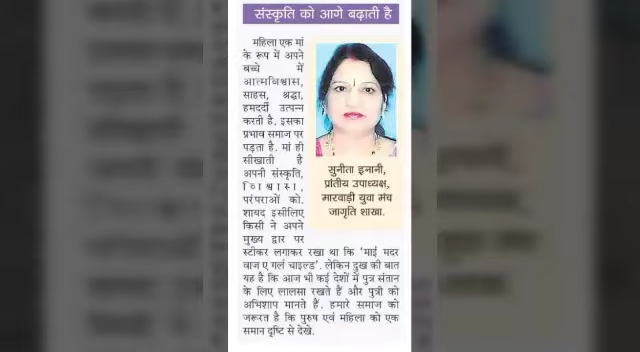 संस्कृति को आगे बढ़ाती है
महिला एक मां
के रूप में अपने
बच्चे में
आत्मविश्वास,
साहस, श्रद्धा,
हमदर्दी उत्पन्न
करती है. इसका
प्रभाव समाज पर
पड़ता है. मां ही
सीखाती है
अपनी संस्कृति,
विश्वास,
परंपराओं को.
शायद इसीलिए
किसी ने अपने
मुख्य द्वार पर
स्टीकर लगाकर रखा था कि ‘माई मदर
वाज ए गर्ल चाइल्ड’. लेकिन दुख की बात
यह है कि आज भी कई देशों में पुत्र संतान
के लिए लालसा रखते हैं और पुत्री को
अभिशाप मानते हैं. हमारे समाज को
जरूरत है कि पुरुष एवं महिला को एक
समान दृष्टि से देखे.
सुनीता इनानी,
प्रांतीय उपाध्यक्ष,
मारवाड़ी युवा मंच
जागृति शाखा.